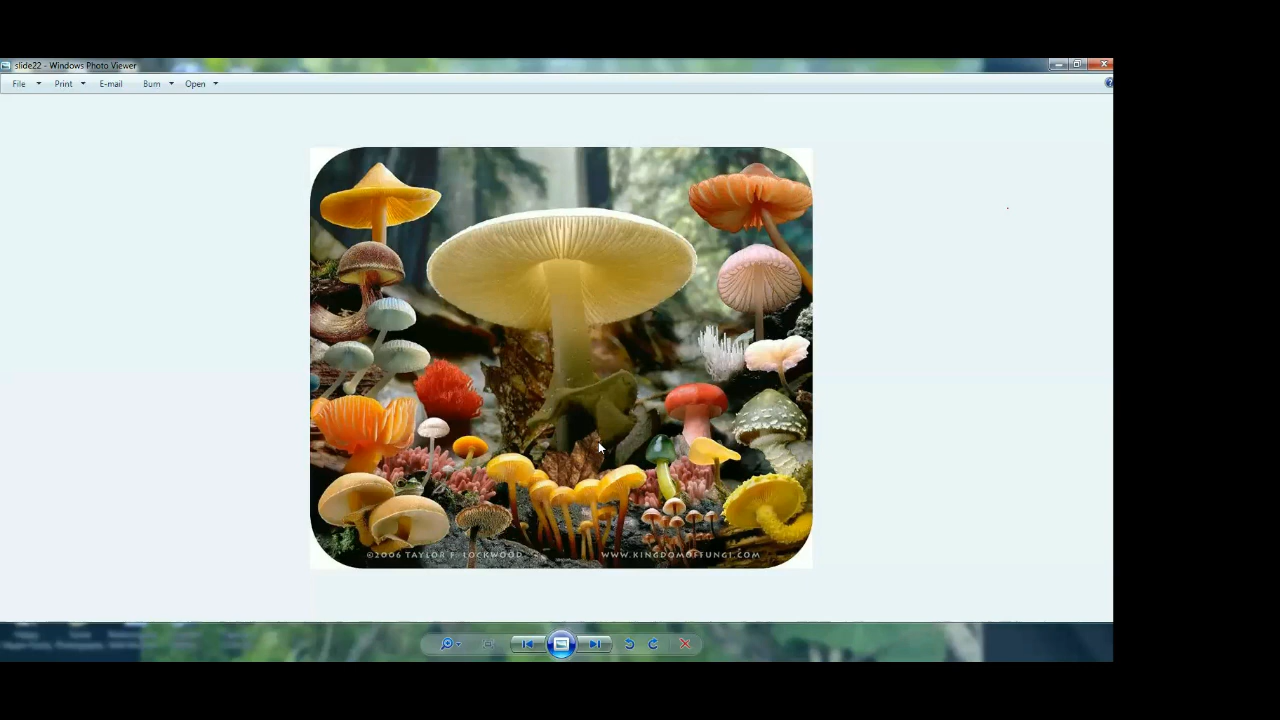 slide22 - Windows Photo Viewer
File Print E-mail Burn Open
©2006 TAYLOR F. LOCKWOOD WWW.KINGDOMOFFUNGI.COM